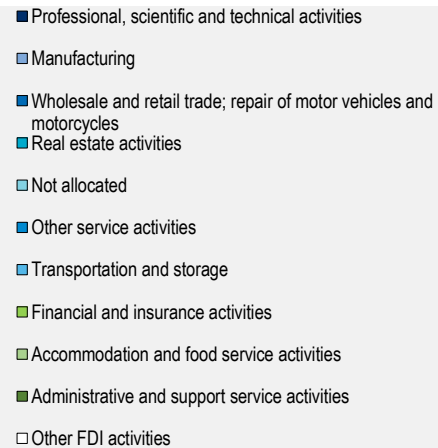 Professional, scientific and technical activities
Manufacturing
Wholesale and retail trade; repair of motor vehicles and
motorcycles
Real estate activities
Not allocated
Other service activities
Transportation and storage
Financial and insurance activities
Accommodation and food service activities
Administrative and support service activities
Other FDI activities